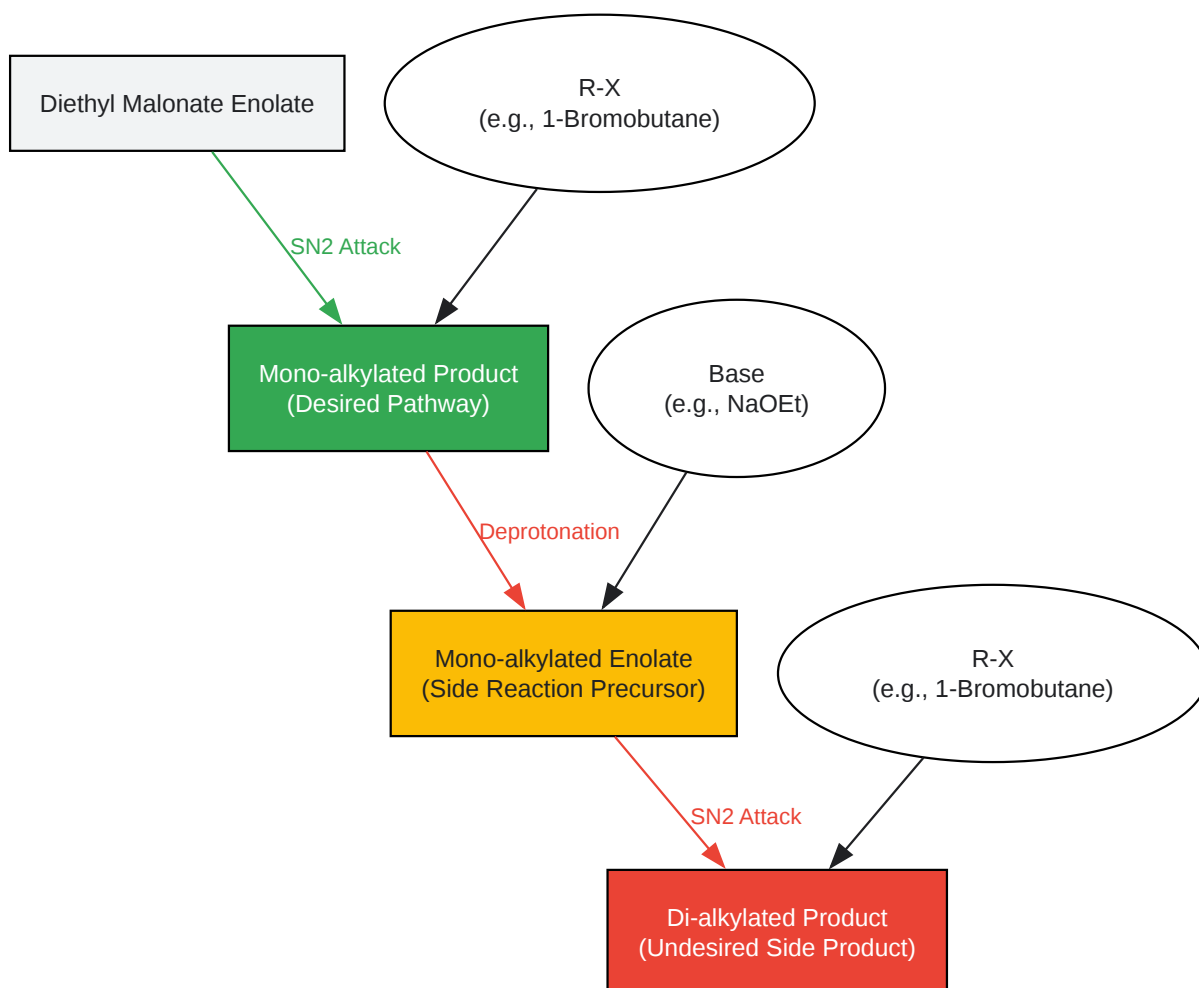 Diethyl Malonate Enolate
R-X
(e.g., 1-Bromobutane)
SN2 Attack
Mono-alkylated Product
(Desired Pathway)
Base
(e.g., NaOEt)
Deprotonation
Mono-alkylated Enolate
(Side Reaction Precursor)
R-X
(e.g., 1-Bromobutane)
SN2 Attack
Di-alkylated Product
(Undesired Side Product)